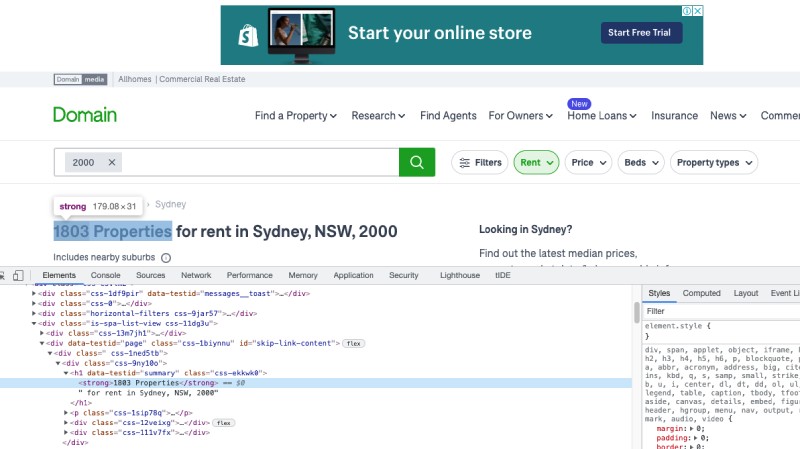 Start your online store
Start Free Trial
Domain media Allhomes | Commercial Real Estate
Domain
New
Find a Property Research Find Agents For Owners Home Loans Insurance News Commer
2000 ×
Filters Rent Price Beds Property types
strong 179.08 × 31
> Sydney
1803 Properties for rent in Sydney, NSW, 2000
Looking in Sydney?
Includes nearby suburbs
Find out the latest median prices,
Elements Console Sources Network Performance Memory Application Security Lighthouse ttIDE
Styles Computed Layout Event Li
Filter
<div class="css-1df9pir" data-testid="messages__toast">…</div>
<div class="css-0">…</div>
<div class="horizontal-filters css-9jar57">…</div>
<div class="is-spa-list-view css-11dg3u">
<div class="css-13m7jh1">…</div>
<div data-testid="page" class="css-1biynnu" id="skip-link-content"> flex
<div class=" css-1ned5tb">
<div class="css-9ny10o">
<h1 data-testid="summary" class="css-ekkwk0">
<strong>1803 Properties</strong> == $0
" for rent in Sydney, NSW, 2000"
</h1>
<p class="css-1sip78q">…</p>
<div class="css-12veixg">…</div> flex
<div class="css-111v7fx">…</div>
</div>
element.style {
}
div, span, applet, object, iframe, h
h2, h3, h4, h5, h6, p, blockquote, p
a, abbr, acronym, address, big, cite
ins, kbd, q, s, samp, small, strike,
b, u, i, center, dl, dt, dd, ol, ul,
legend, table, caption, tbody, tfoot
aside, canvas, details, embed, figur
header, hgroup, menu, nav, output, r
mark, audio, video {
margin: 0;
padding: 0;
border: 0;